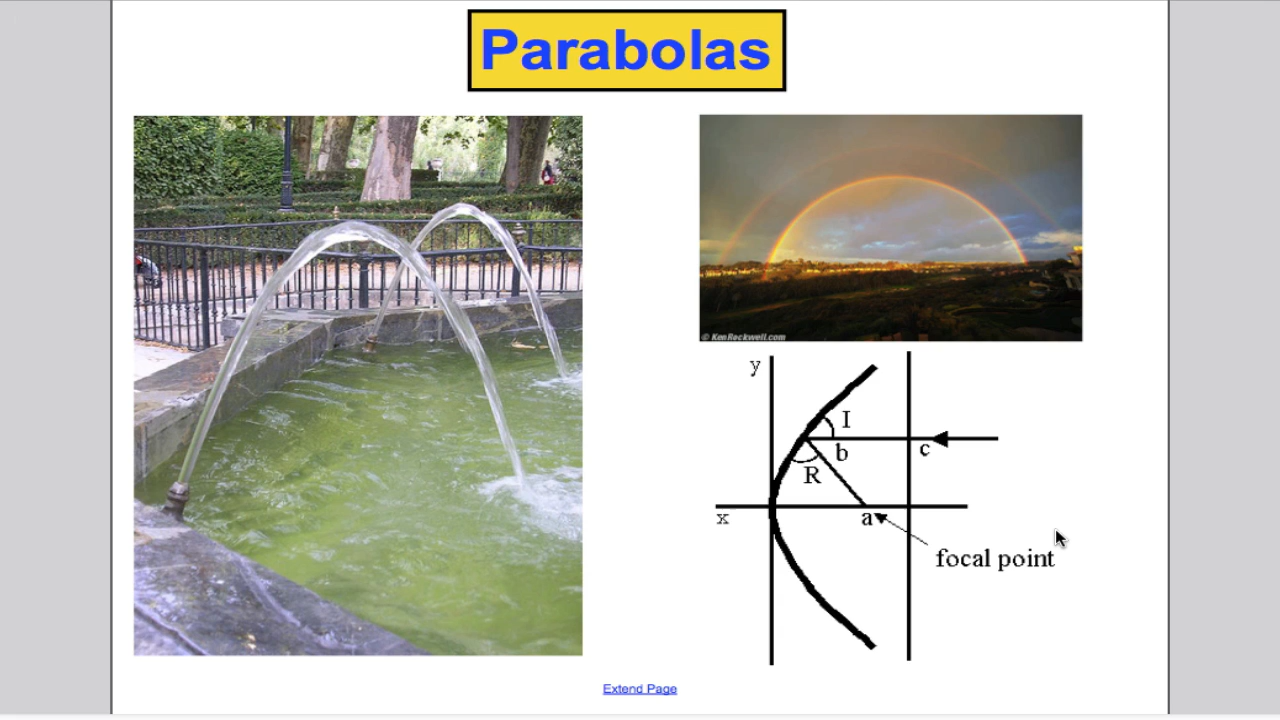 Parabolas
© KenRockwell.com
y
I
b
c
R
x
a
focal point
Extend Page